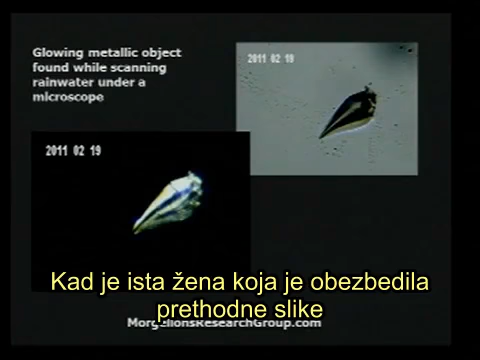 Glowing metallic object
found while scanning
rainwater under a
microscope
2011 02 19
2011 02 19
Kad je ista žena koja je obezbedila
prethodne slike
MorgellonsResearchGroup.com